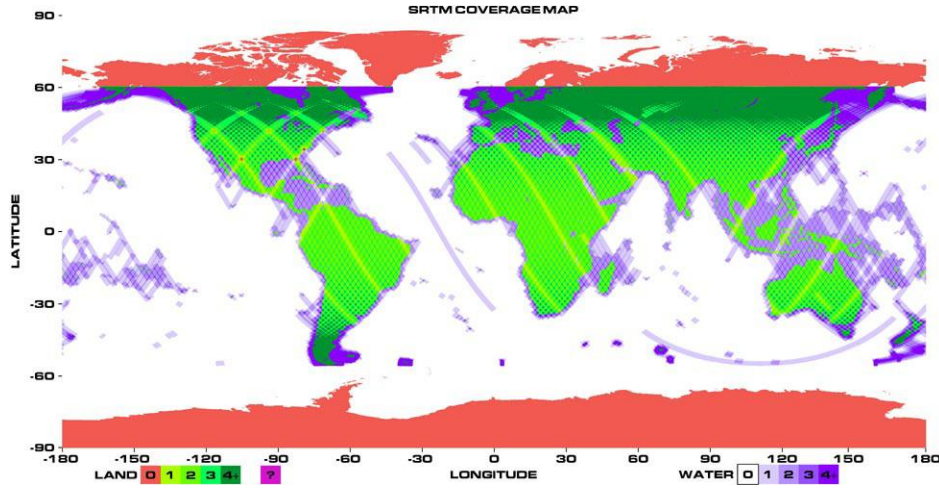 SRTM COVERAGE MAP
90
60
30
0
-30
-60
-90
LATITUDE
-180 -150 -120 -90 -60 -30 0 30 60 90 120 150 180
LAND 0 1 2 3 4+ ? LONGITUDE WATER 0 1 2 3 4+